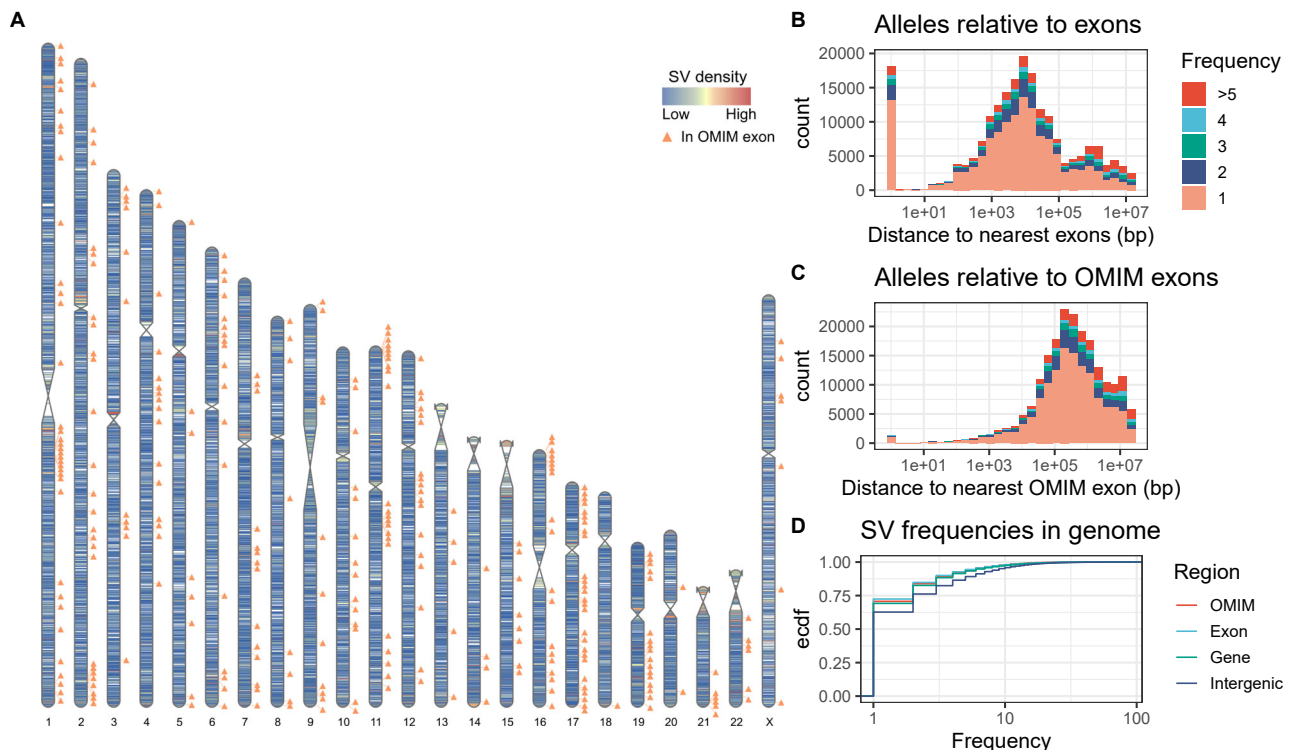 A
SV density
Low High
In OMIM exon
1 2 3 4 5 6 7 8 9 10 11 12 13 14 15 16 17 18 19 20 21 22 X
B
Alleles relative to exons
20000
15000
10000
5000
0
count
1e+01 1e+03 1e+05 1e+07
Distance to nearest exons (bp)
Frequency
>5
4
3
2
1
C
Alleles relative to OMIM exons
20000
15000
10000
5000
0
count
1e+01 1e+03 1e+05 1e+07
Distance to nearest OMIM exon (bp)
D
SV frequencies in genome
1.00
0.75
0.50
0.25
0.00
ecdf
1 10 100
Frequency
Region
OMIM
Exon
Gene
Intergenic